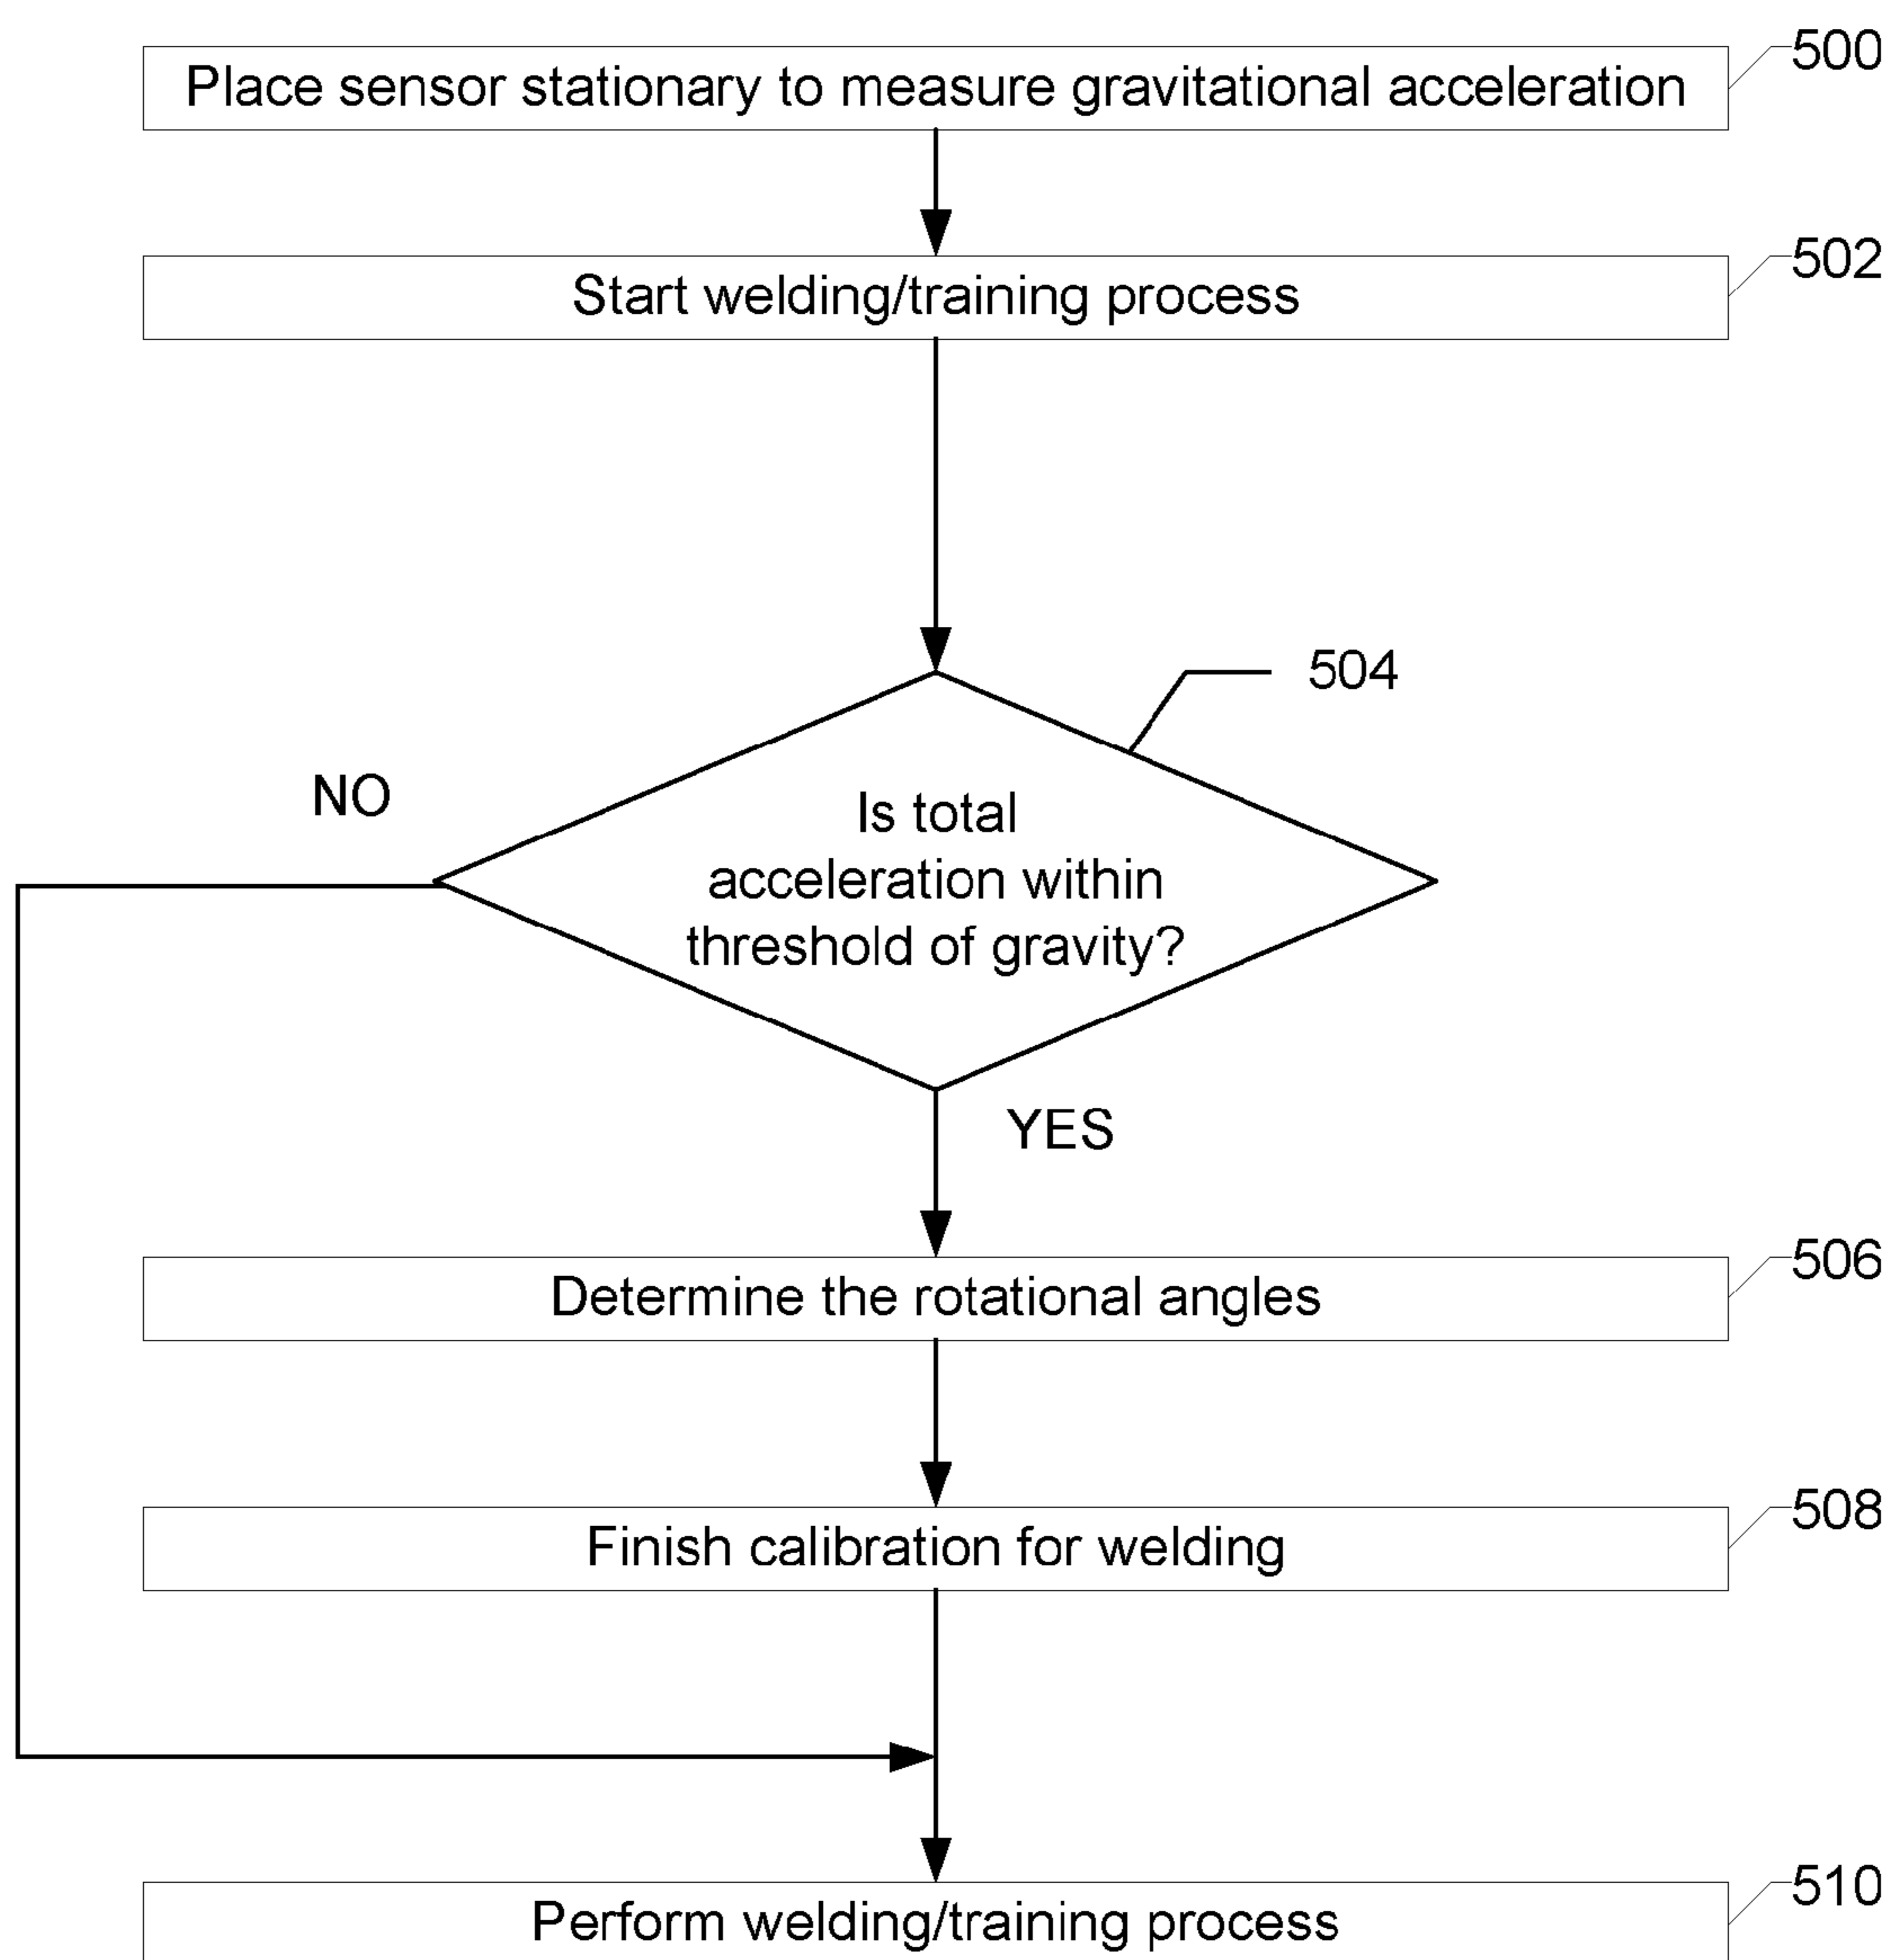 500
Place sensor stationary to measure gravitational acceleration
502
Start welding/training process
504
NO
Is total
acceleration within
threshold of gravity?
YES
506
Determine the rotational angles
508
Finish calibration for welding
510
Perform welding/training process